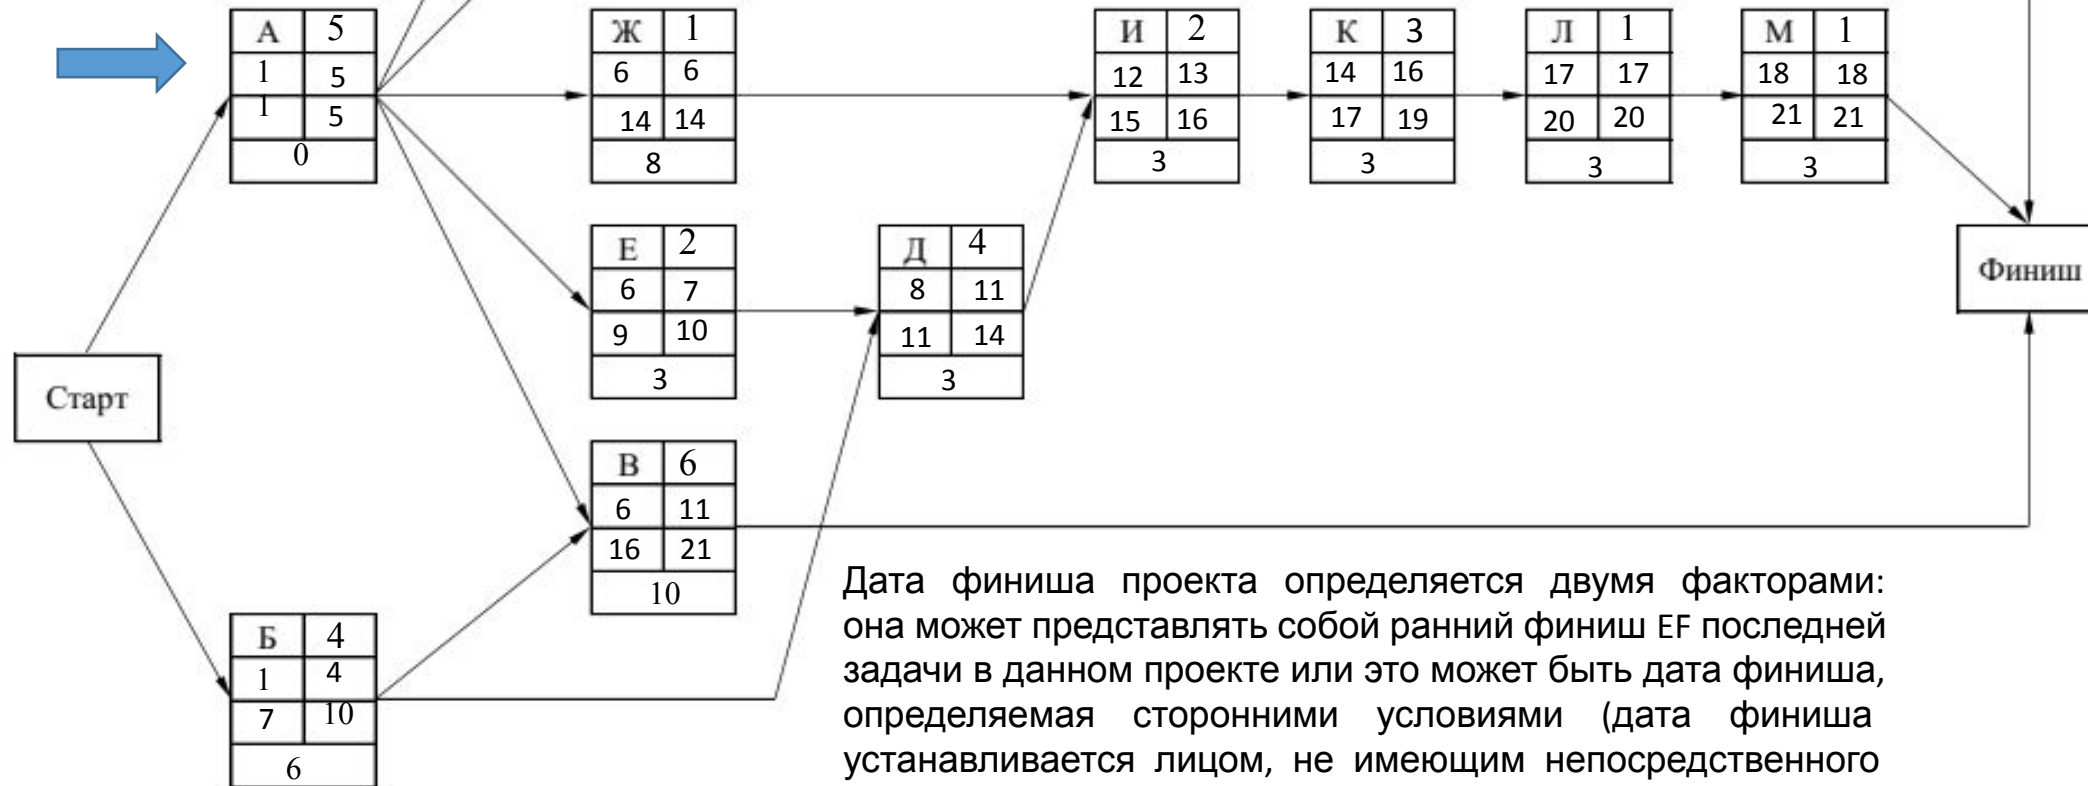 А 5
1 5
1 5
0
Ж 1
6 6
14 14
8
И 2
12 13
15 16
3
К 3
14 16
17 19
3
Л 1
17 17
20 20
3
М 1
18 18
21 21
3
Е 2
6 7
9 10
3
Д 4
8 11
11 14
3
Финиш
Старт
В 6
6 11
16 21
10
Б 4
1 4
7 10
6
Дата финиша проекта определяется двумя факторами:
она может представлять собой ранний финиш EF последней
задачи в данном проекте или это может быть дата финиша,
определяемая сторонними условиями (дата финиша
устанавливается лицом, не имеющим непосредственного